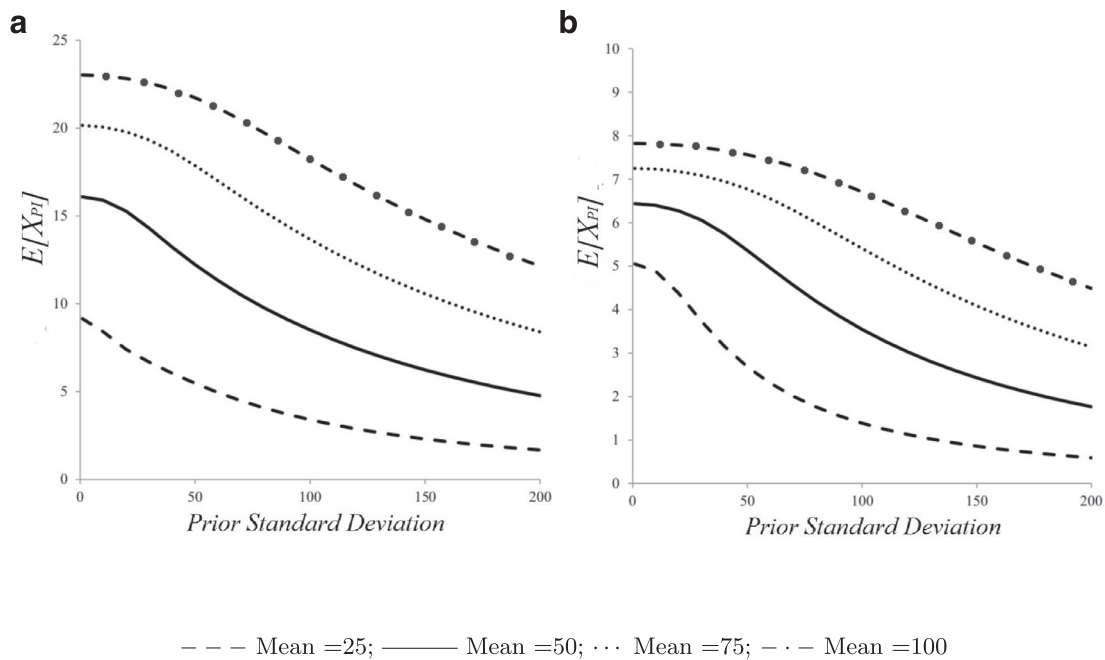 a
25
20
15
10
5
0
E[X_PI]
0 50 100 150 200
Prior Standard Deviation
b
10
9
8
7
6
5
4
3
2
1
0
E[X_PI]
0 50 100 150 200
Prior Standard Deviation
− − − Mean =25; ——— Mean =50; ··· Mean =75; − · − Mean =100